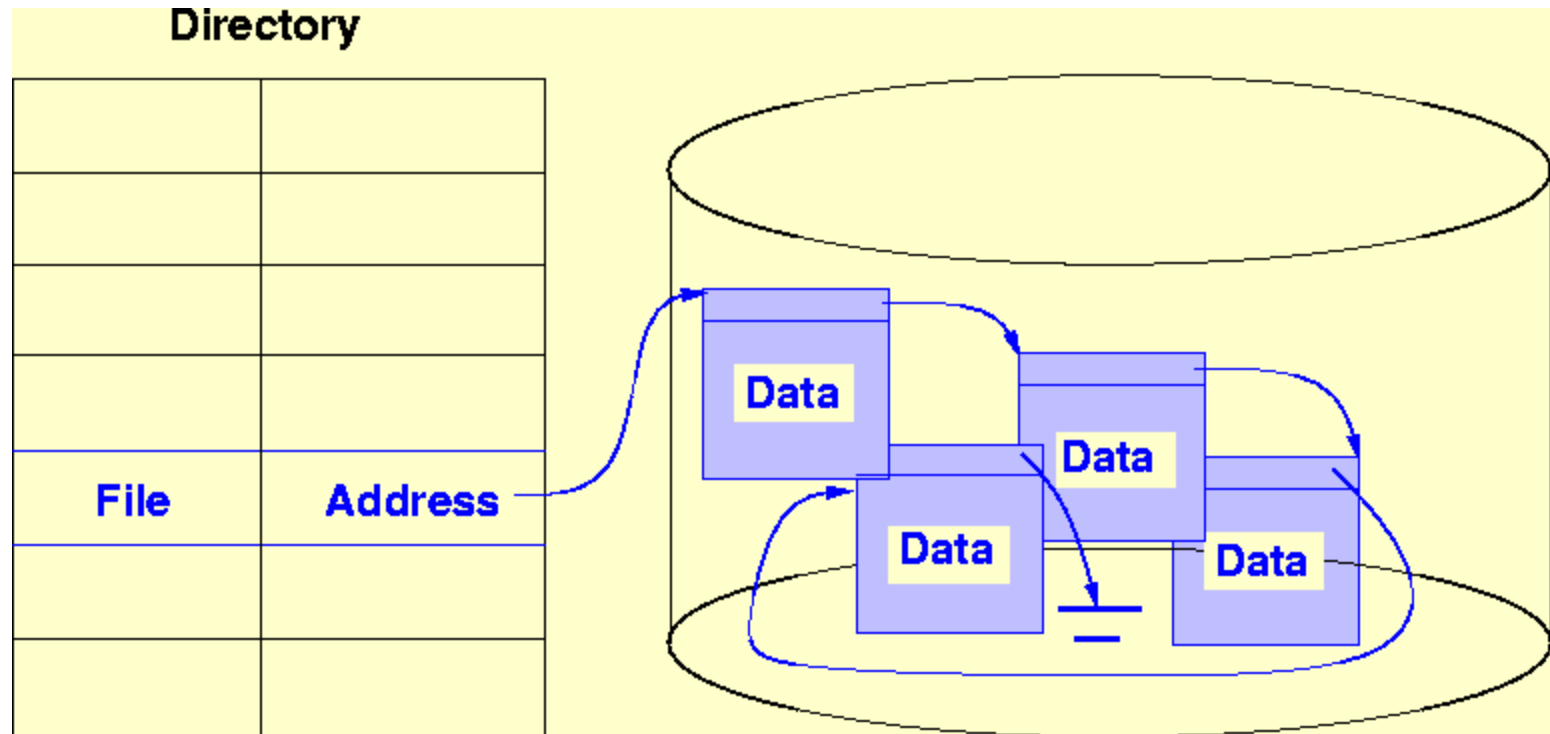 Directory
File Address
Data
Data
Data
Data